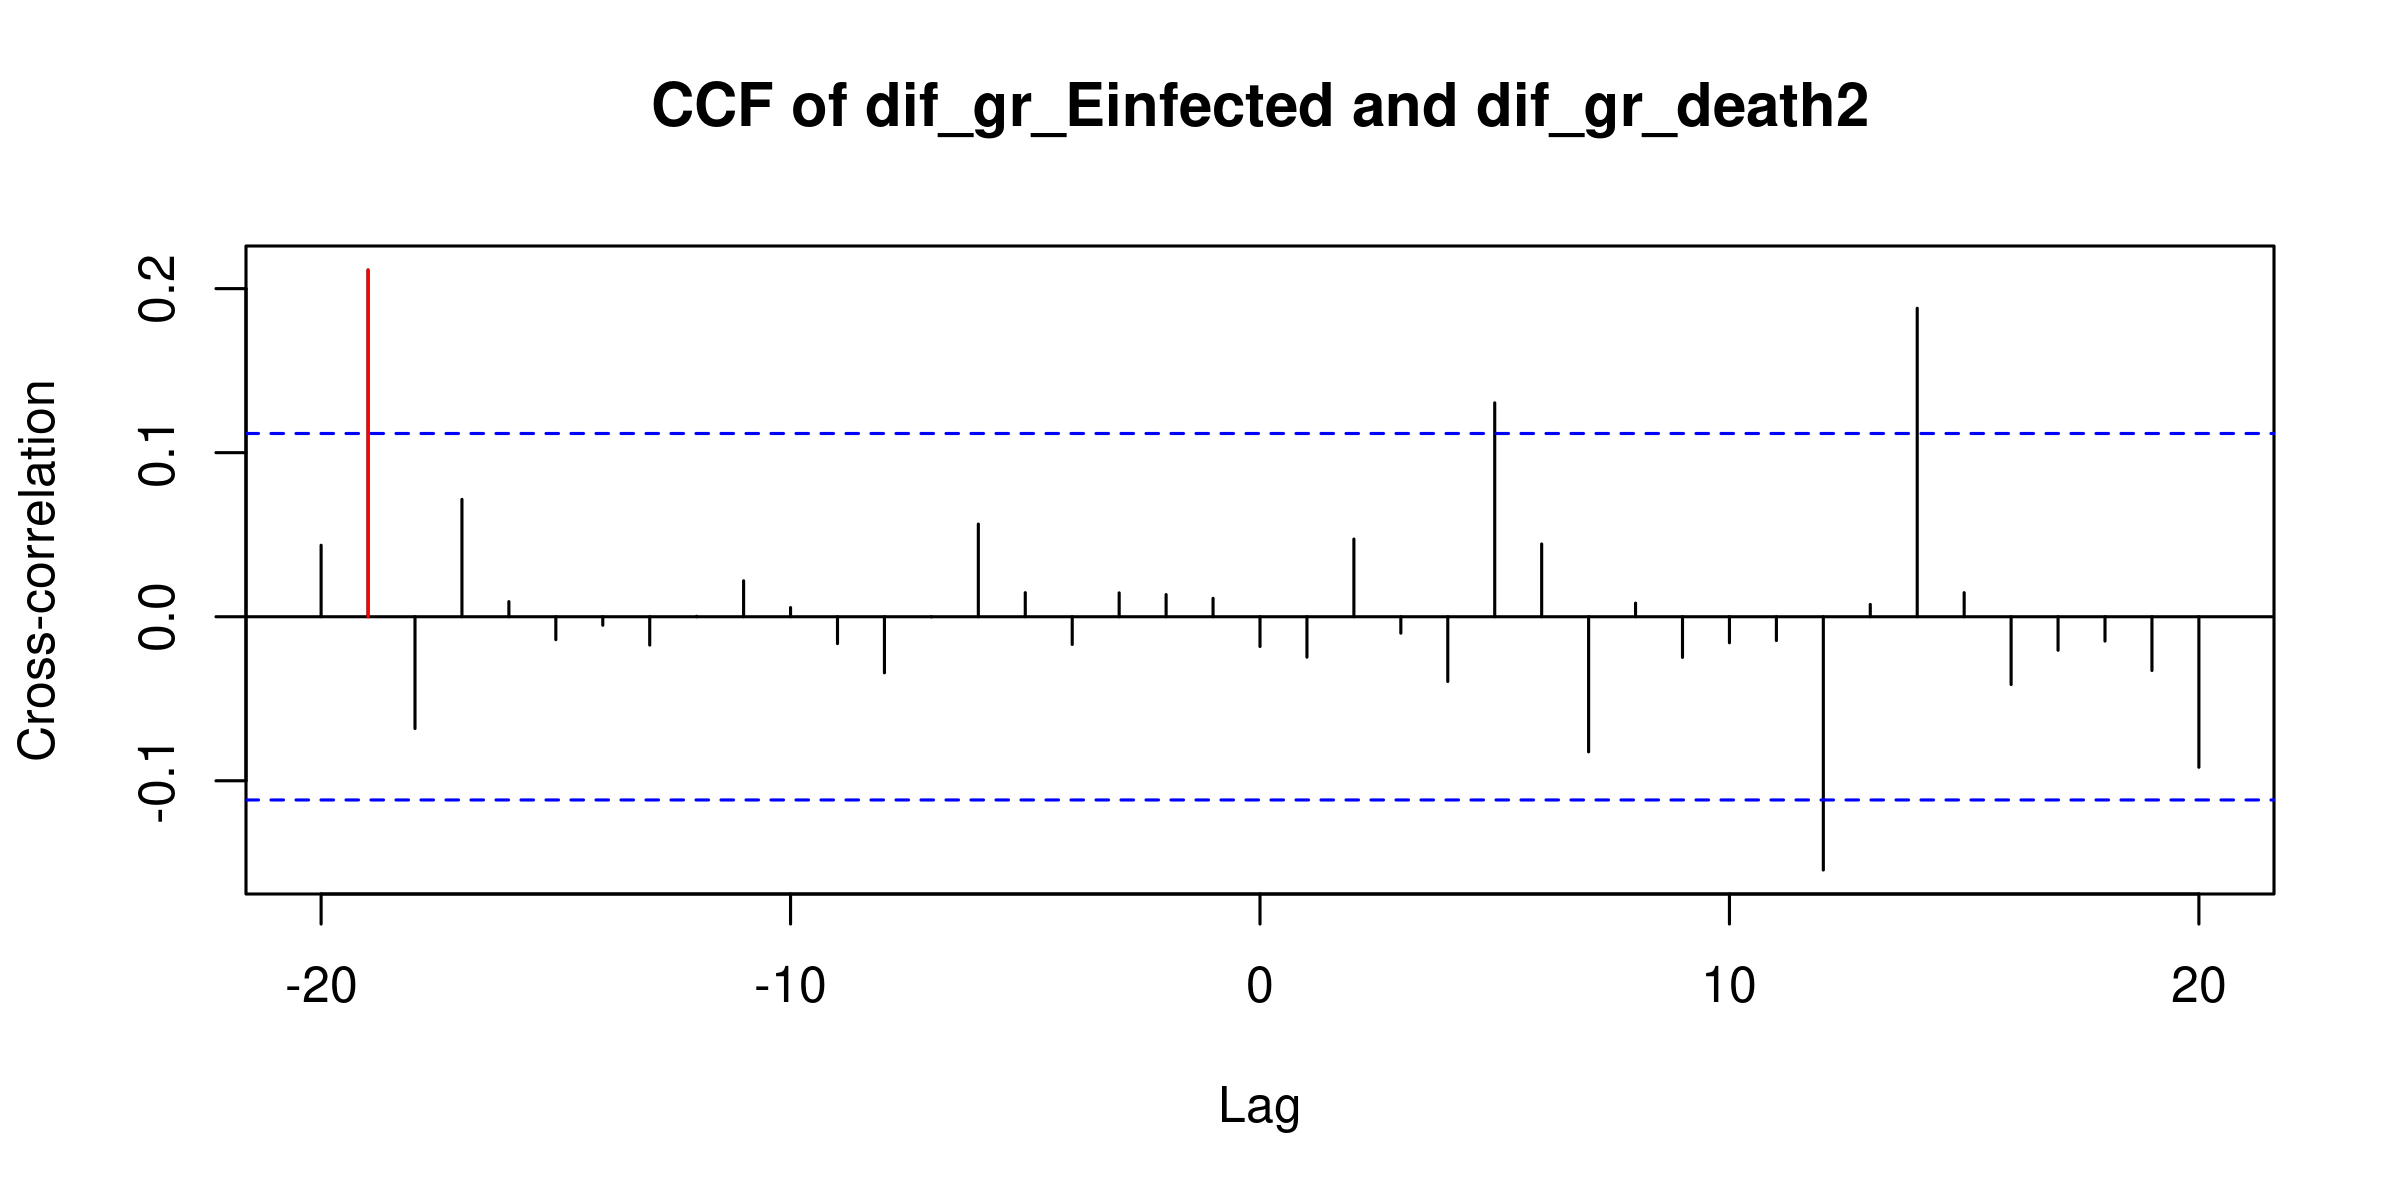 CCF of dif_gr_Einfected and dif_gr_death2
Cross-correlation
0.2
0.1
0.0
-0.1
-20 -10 0 10 20
Lag